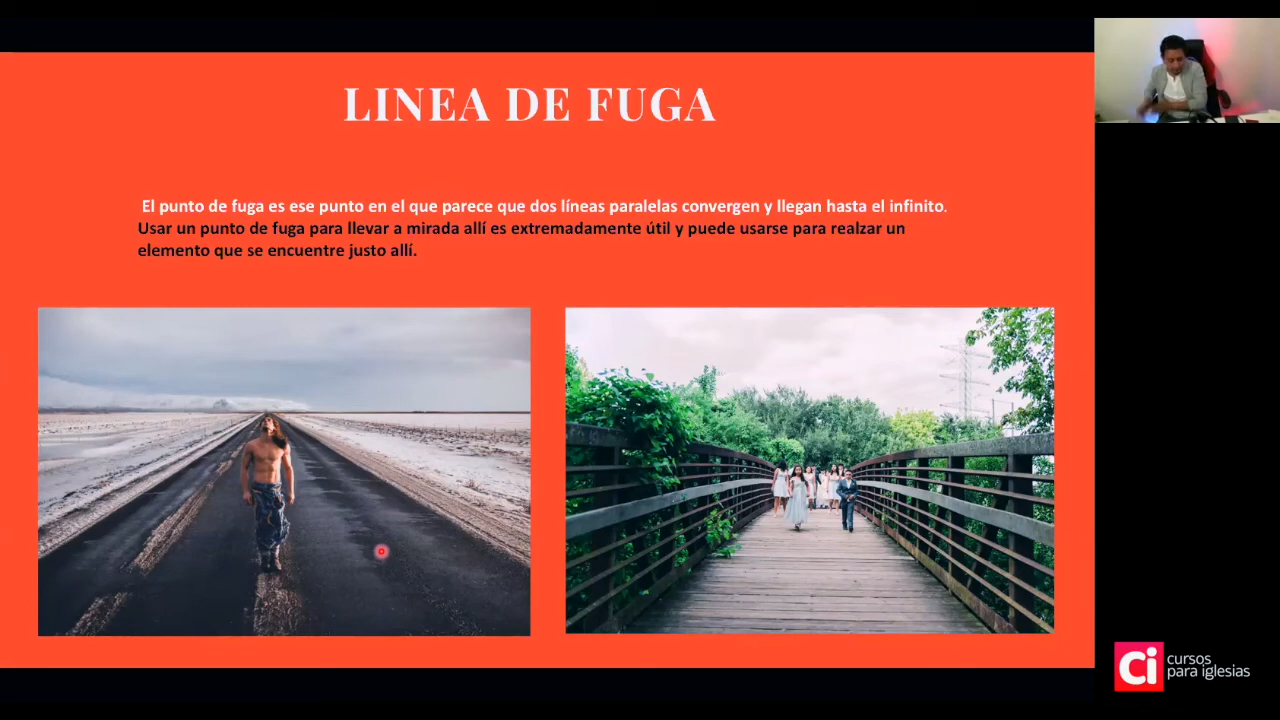 LINEA DE FUGA
El punto de fuga es ese punto en el que parece que dos líneas paralelas convergen y llegan hasta el infinito.
Usar un punto de fuga para llevar a mirada allí es extremadamente útil y puede usarse para realzar un
elemento que se encuentre justo allí.
Ci cursos
para iglesias